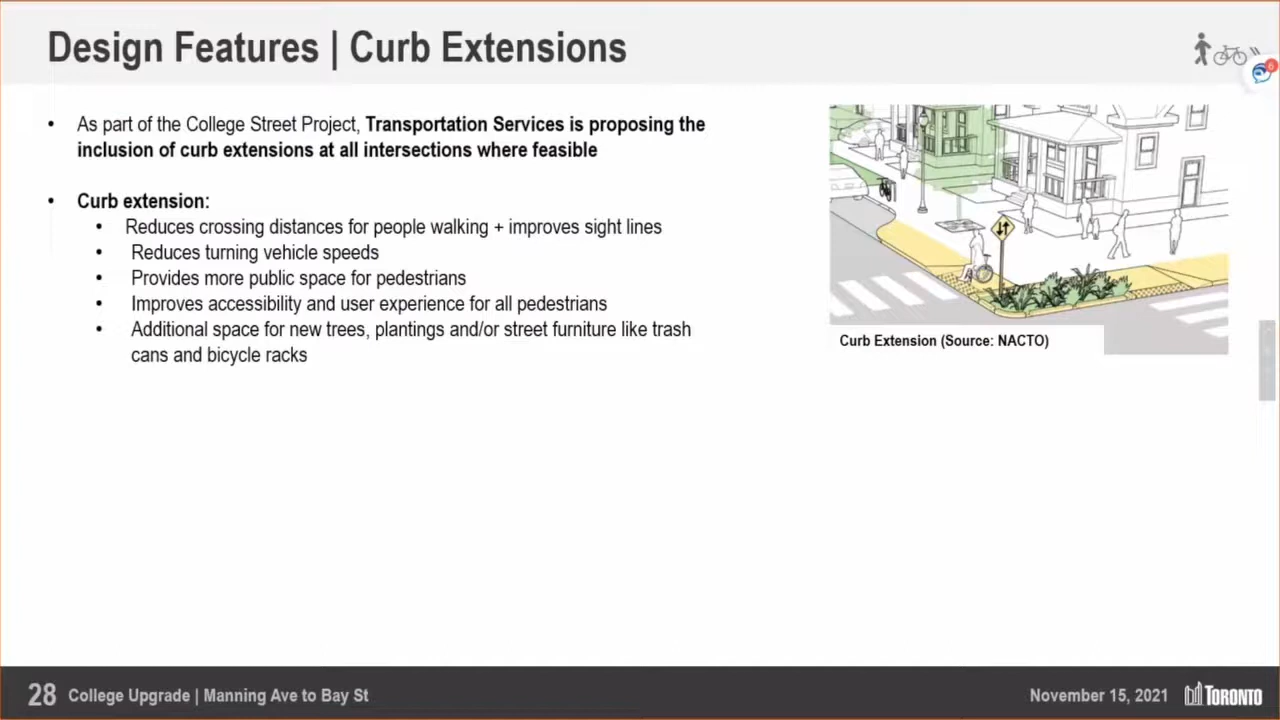 Design Features | Curb Extensions
6
• As part of the College Street Project, Transportation Services is proposing the
inclusion of curb extensions at all intersections where feasible
• Curb extension:
• Reduces crossing distances for people walking + improves sight lines
• Reduces turning vehicle speeds
• Provides more public space for pedestrians
• Improves accessibility and user experience for all pedestrians
• Additional space for new trees, plantings and/or street furniture like trash
cans and bicycle racks
Curb Extension (Source: NACTO)
28 College Upgrade | Manning Ave to Bay St
November 15, 2021 TORONTO